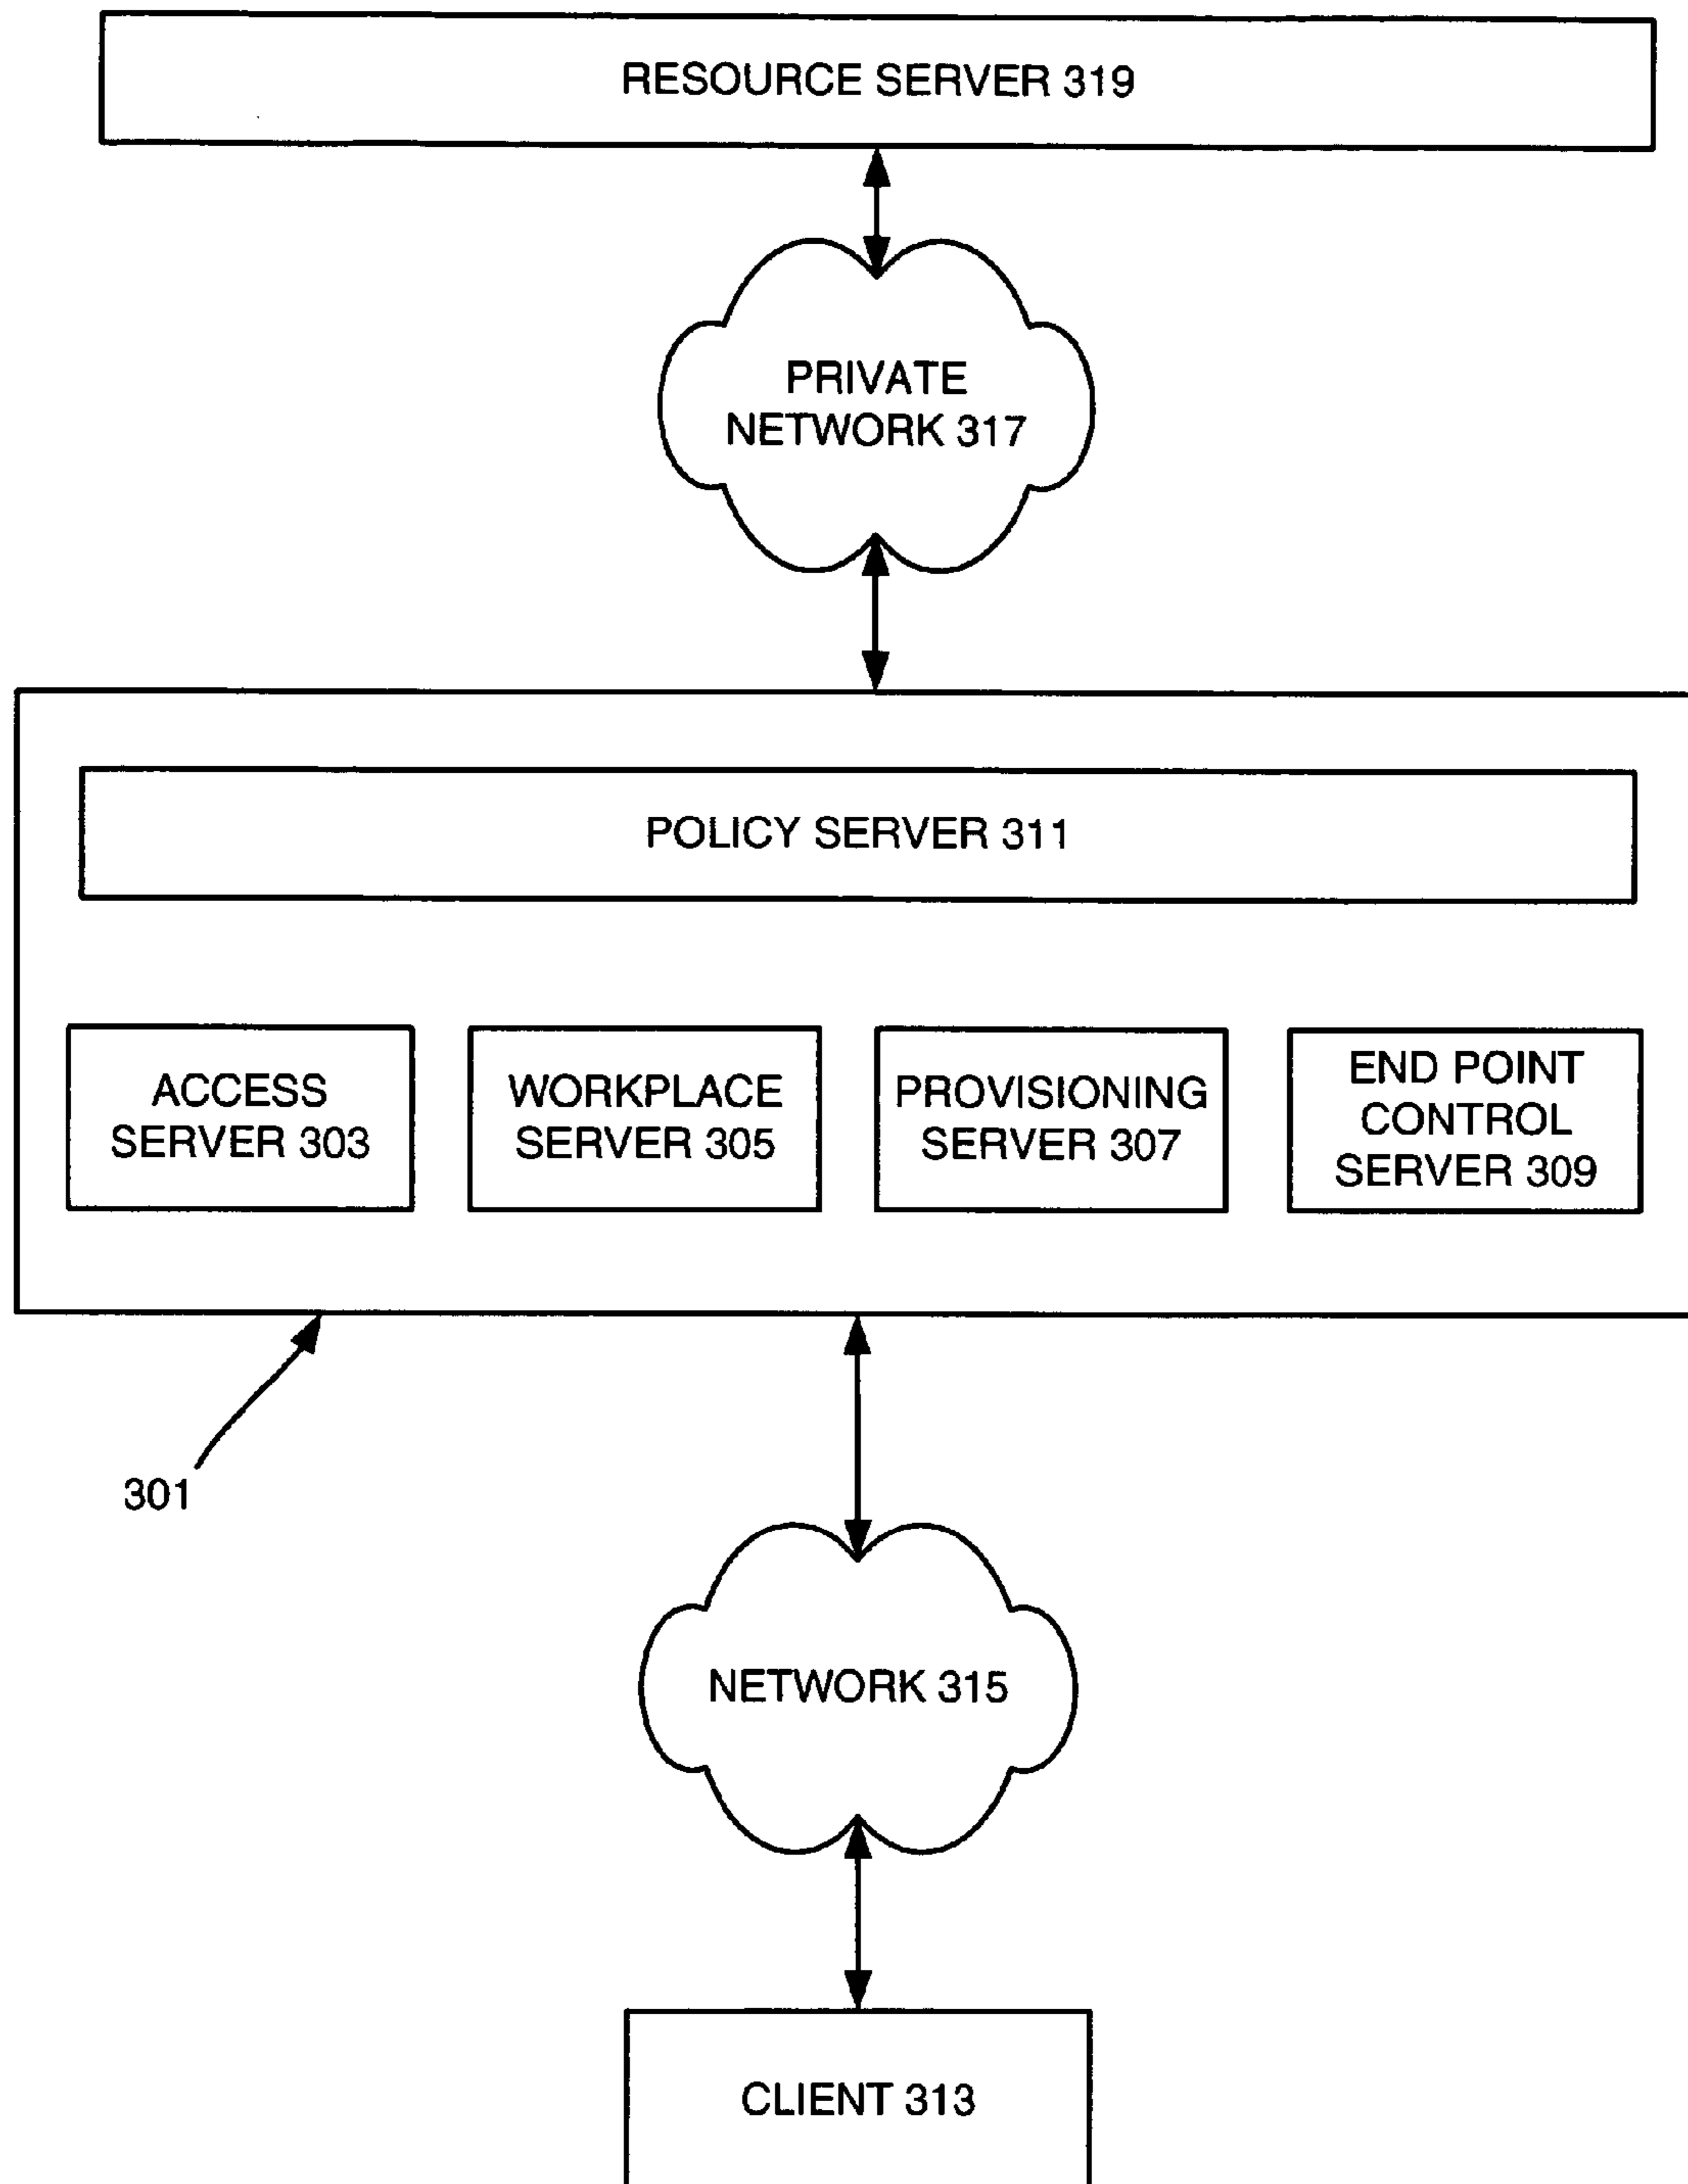 RESOURCE SERVER 319
PRIVATE
NETWORK 317
POLICY SERVER 311
ACCESS
SERVER 303
WORKPLACE
SERVER 305
PROVISIONING
SERVER 307
END POINT
CONTROL
SERVER 309
301
NETWORK 315
CLIENT 313